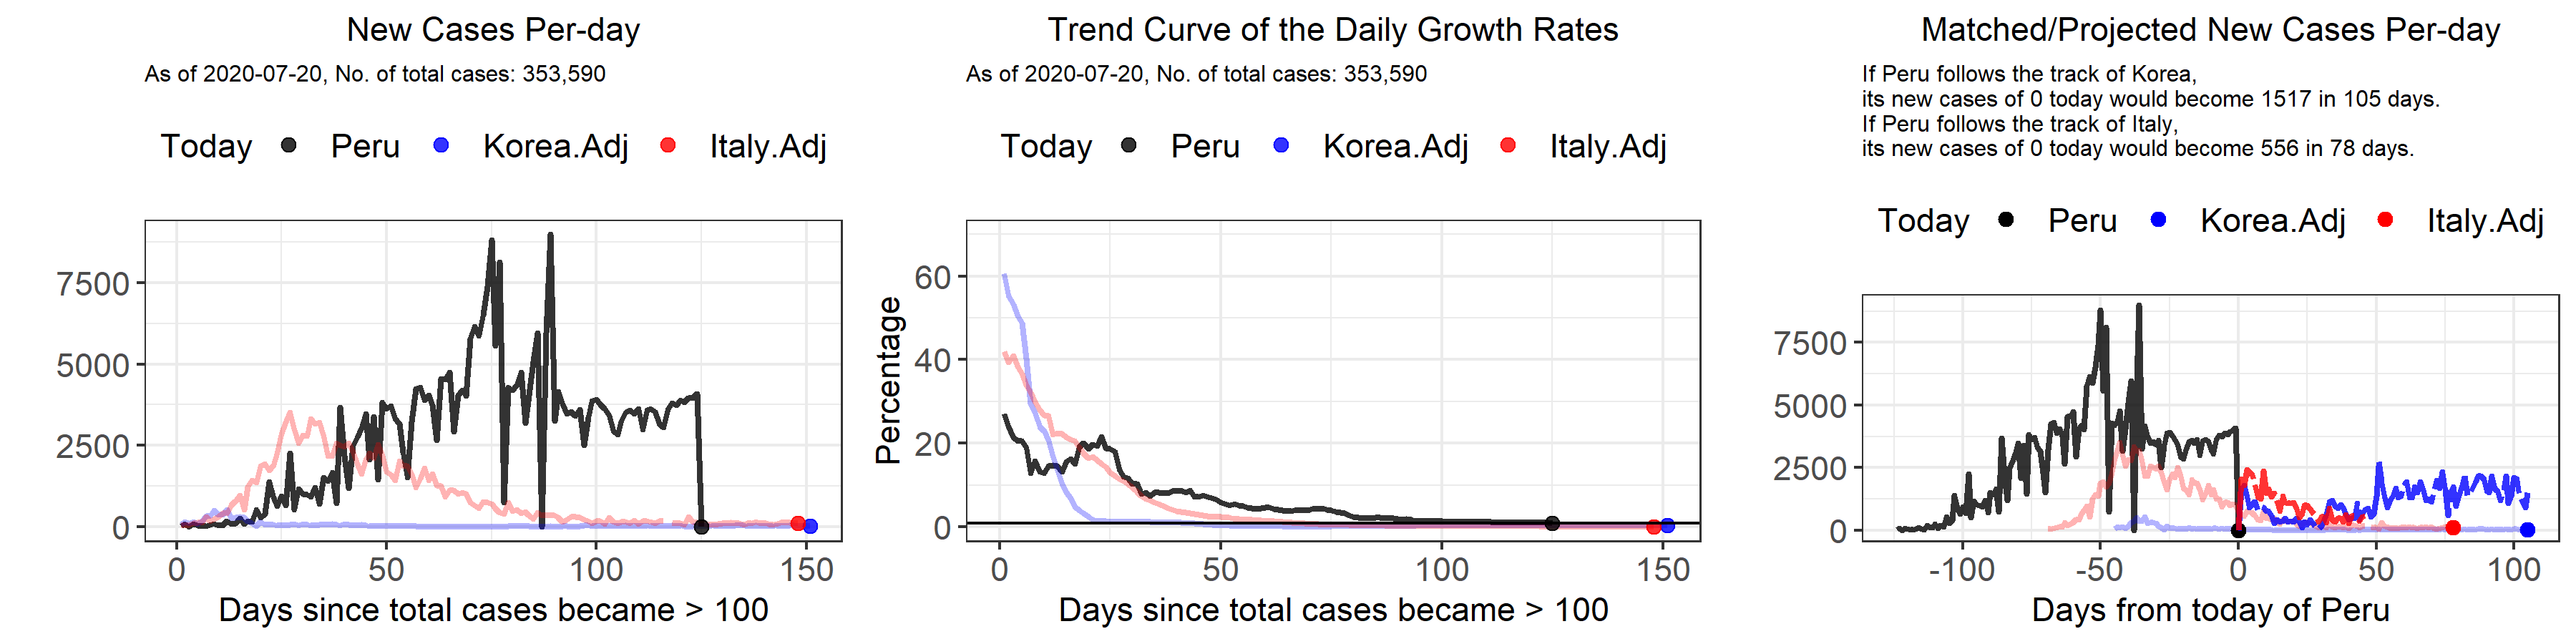 New Cases Per-day
As of 2020-07-20, No. of total cases: 353,590
Today Peru Korea.Adj Italy.Adj
7500
5000
2500
0
0 50 100 150
Days since total cases became > 100
Trend Curve of the Daily Growth Rates
As of 2020-07-20, No. of total cases: 353,590
Today Peru Korea.Adj Italy.Adj
Percentage
60
40
20
0
0 50 100 150
Days since total cases became > 100
Matched/Projected New Cases Per-day
If Peru follows the track of Korea,
its new cases of 0 today would become 1517 in 105 days.
If Peru follows the track of Italy,
its new cases of 0 today would become 556 in 78 days.
Today Peru Korea.Adj Italy.Adj
7500
5000
2500
0
-100 -50 0 50 100
Days from today of Peru